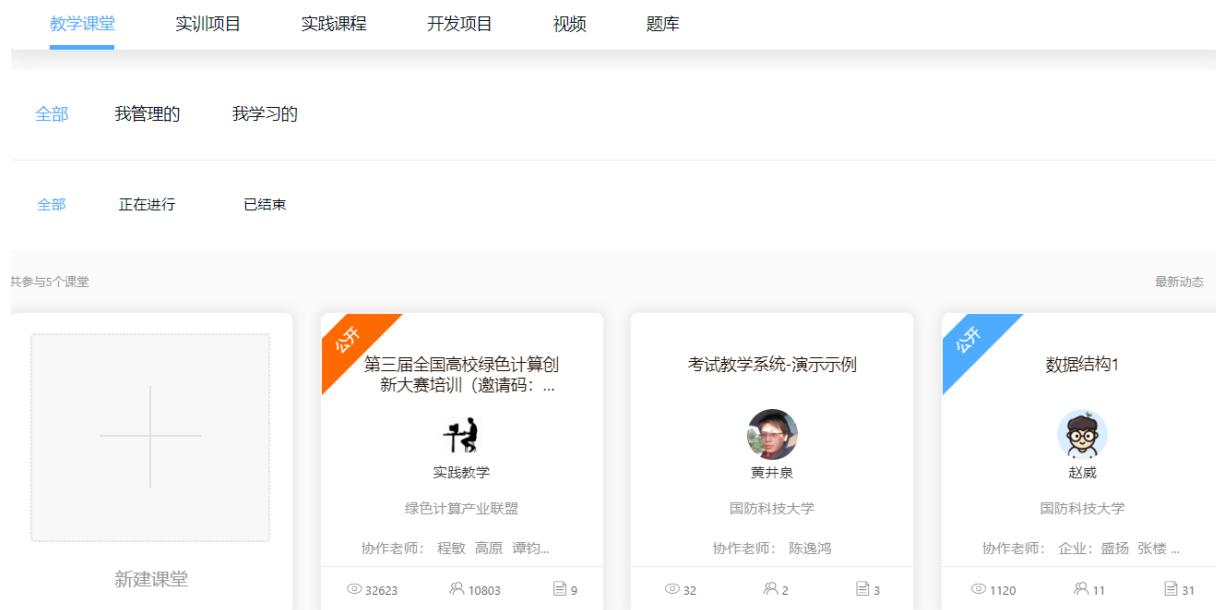 教学课堂 实训项目 实践课程 开发项目 视频 题库
全部 我管理的 我学习的
全部 正在进行 已结束
共参与5个课堂 最新动态
新建课堂
公开
第三届全国高校绿色计算创
新大赛培训（邀请码：...
实践教学
绿色计算产业联盟
协作老师： 程敏 高原 谭钧...
32623 10803 9
考试教学系统-演示示例
黄井泉
国防科技大学
协作老师： 陈逸鸿
32 2 3
公开
数据结构1
赵威
国防科技大学
协作老师： 企业：盛扬 张楼 ...
1120 11 31